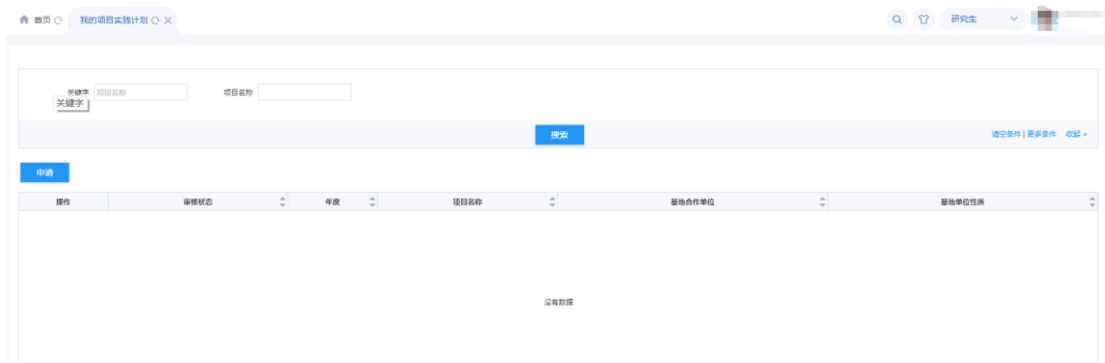 首页 我的项目实践计划 研究生
关键字 项目名称 项目名称
关键字
搜索 清空条件 | 更多条件 收起
申请
操作 审核状态 年度 项目名称 基地合作单位 基地单位性质
没有数据